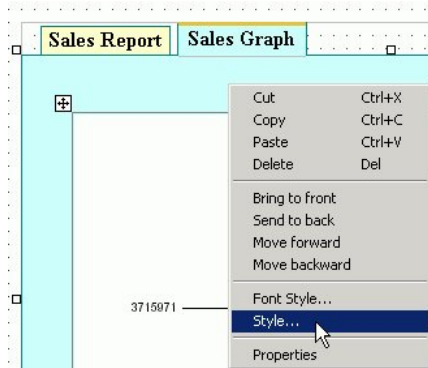 Sales Report Sales Graph
Cut Ctrl+X
Copy Ctrl+C
Paste Ctrl+V
Delete Del
Bring to front
Send to back
Move forward
Move backward
Font Style...
3715971
Style...
Properties